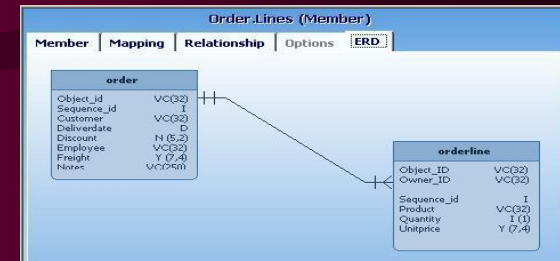 Order.Lines (Member)
Member Mapping Relationship Options ERD
order
Object_id VC(32)
Sequence_id I
Customer VC(32)
Deliverdate D
Discount N (5,2)
Employee VC(32)
Freight Y (7,4)
Notes VC(250)
orderline
Object_ID VC(32)
Owner_ID VC(32)
Sequence_id I
Product VC(32)
Quantity I (1)
Unitprice Y (7,4)